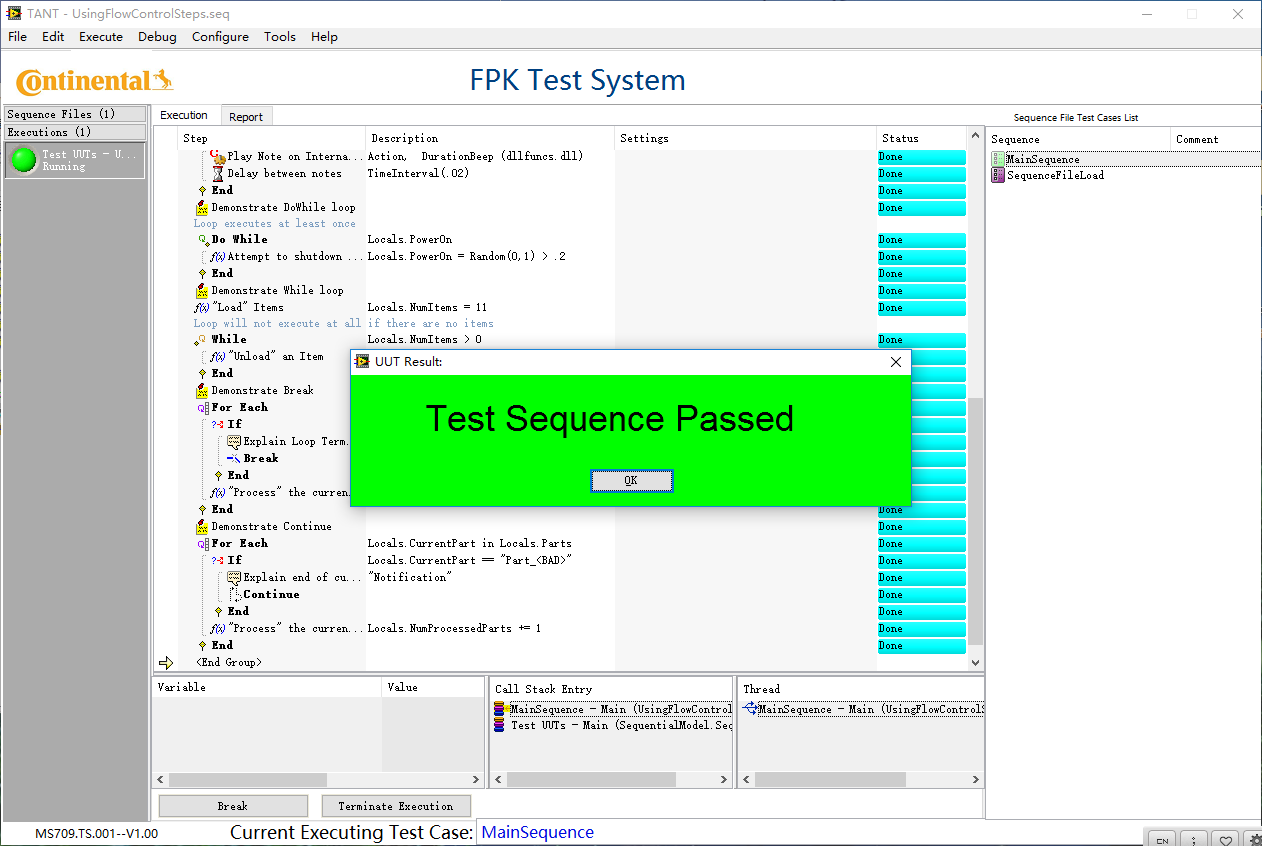 TANT - UsingFlowControlSteps.seq
File Edit Execute Debug Configure Tools Help
Continental
FPK Test System
Sequence Files (1)
Executions (1)
Test UUTs - U...
Running
Execution Report
Sequence File Test Cases List
Step Description Settings Status
Sequence Comment
MainSequence
SequenceFileLoad
Play Note on Interna... Action, DurationBeep (dllfuncs.dll) Done
Delay between notes TimeInterval(.02) Done
End Done
Demonstrate DoWhile loop Done
Loop executes at least once
Do While Locals.PowerOn Done
f(x) Attempt to shutdown ... Locals.PowerOn = Random(0,1) > .2 Done
End Done
Demonstrate While loop Done
f(x) "Load" Items Locals.NumItems = 11 Done
Loop will not execute at all if there are no items
While Locals.NumItems > 0 Done
f(x) "Unload" an Item
End
Demonstrate Break
For Each
If
Explain Loop Term.
Break
End
f(x) "Process" the curren.
End Done
UUT Result:
Test Sequence Passed
OK
Demonstrate Continue Done
For Each Locals.CurrentPart in Locals.Parts Done
If Locals.CurrentPart == "Part_<BAD>" Done
Explain end of cu... "Notification" Done
Continue Done
End Done
f(x) "Process" the curren... Locals.NumProcessedParts += 1 Done
End Done
<End Group>
Variable Value
Call Stack Entry
MainSequence - Main (UsingFlowControl
Test UUTs - Main (SequentialModel.Seq
Thread
MainSequence - Main (UsingFlowControlS
Break Terminate Execution
MS709.TS.001--V1.00
Current Executing Test Case: MainSequence
EN